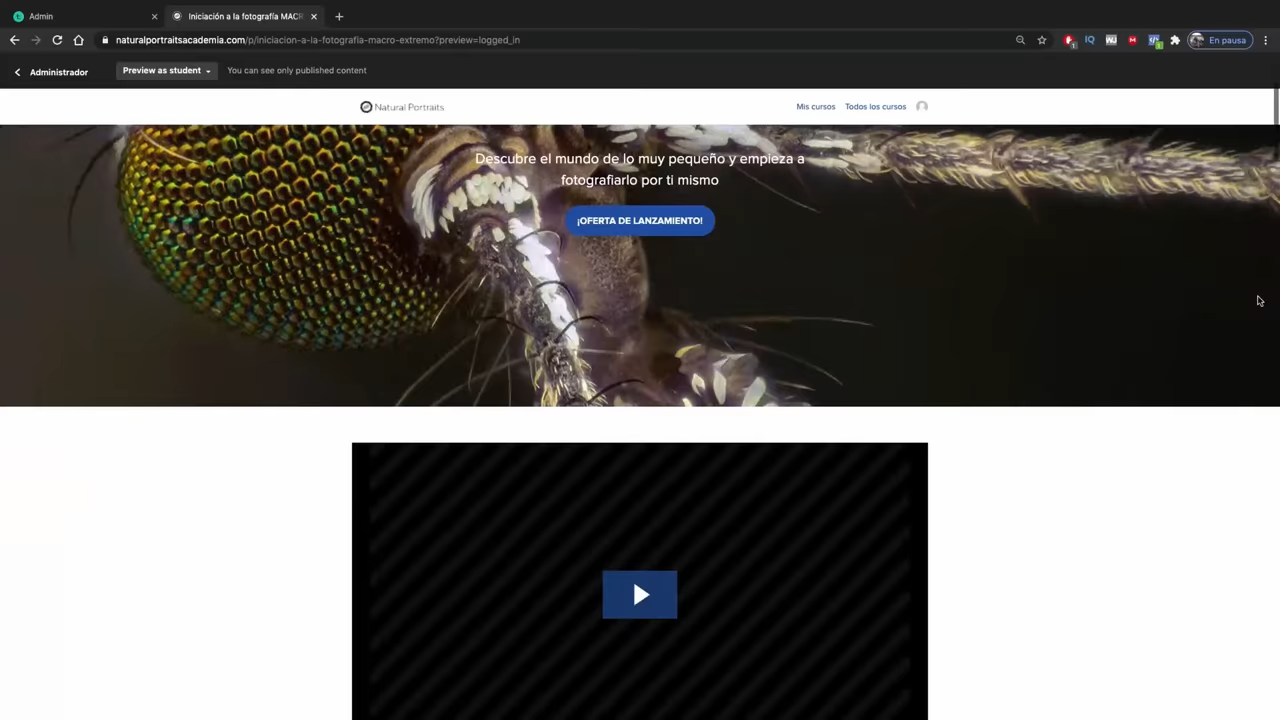 Admin
Iniciación a la fotografía MACR
naturalportraitsacademia.com/p/iniciacion-a-la-fotografia-macro-extremo?preview=logged_in
En pausa
Administrador
Preview as student
You can see only published content
Natural Portraits
Mis cursos
Todos los cursos
Descubre el mundo de lo muy pequeño y empieza a
fotografiarlo por ti mismo
¡OFERTA DE LANZAMIENTO!